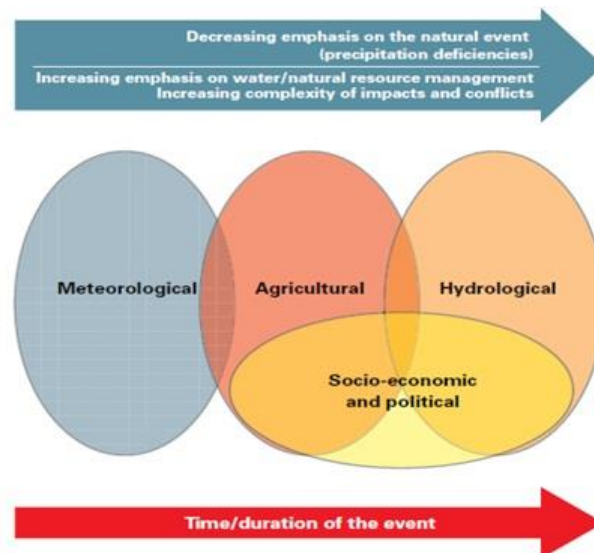 Decreasing emphasis on the natural event
(precipitation deficiencies)
Increasing emphasis on water/natural resource management
Increasing complexity of impacts and conflicts
Meteorological
Agricultural
Hydrological
Socio-economic
and political
Time/duration of the event